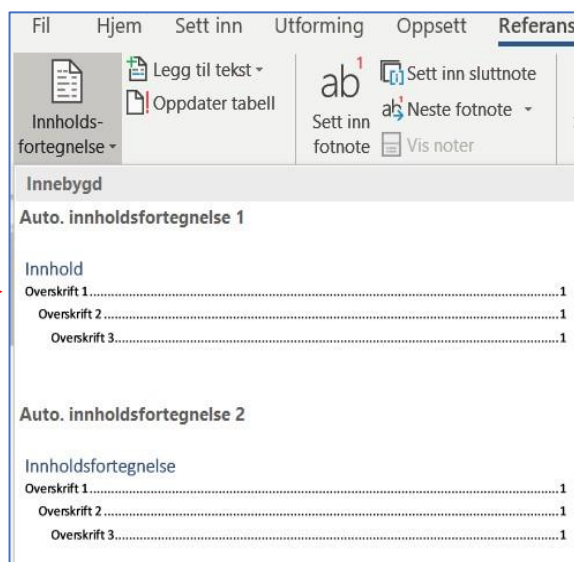 Fil Hjem Sett inn Utforming Oppsett Referans
Innholds-
fortegnelse
Legg til tekst
Oppdater tabell
ab1
Sett inn
fotnote
Sett inn sluttnote
ab1 Neste fotnote
Vis noter
Innebygd
Auto. innholdsfortegnelse 1
Innhold
Overskrift 1.....1
Overskrift 2.....1
Overskrift 3.....1
Auto. innholdsfortegnelse 2
Innholdsfortegnelse
Overskrift 1.....1
Overskrift 2.....1
Overskrift 3.....1